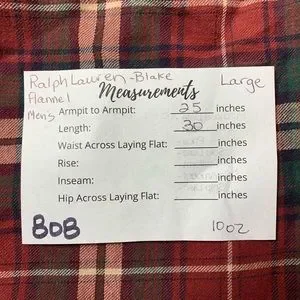 Ralph Lauren - Blake Large
Flannel Measurements
Mens Armpit to Armpit: 25 inches
Length: 30 inches
Waist Across Laying Flat: inches
Rise: inches
Inseam: inches
Hip Across Laying Flat: inches
BOB 10oz